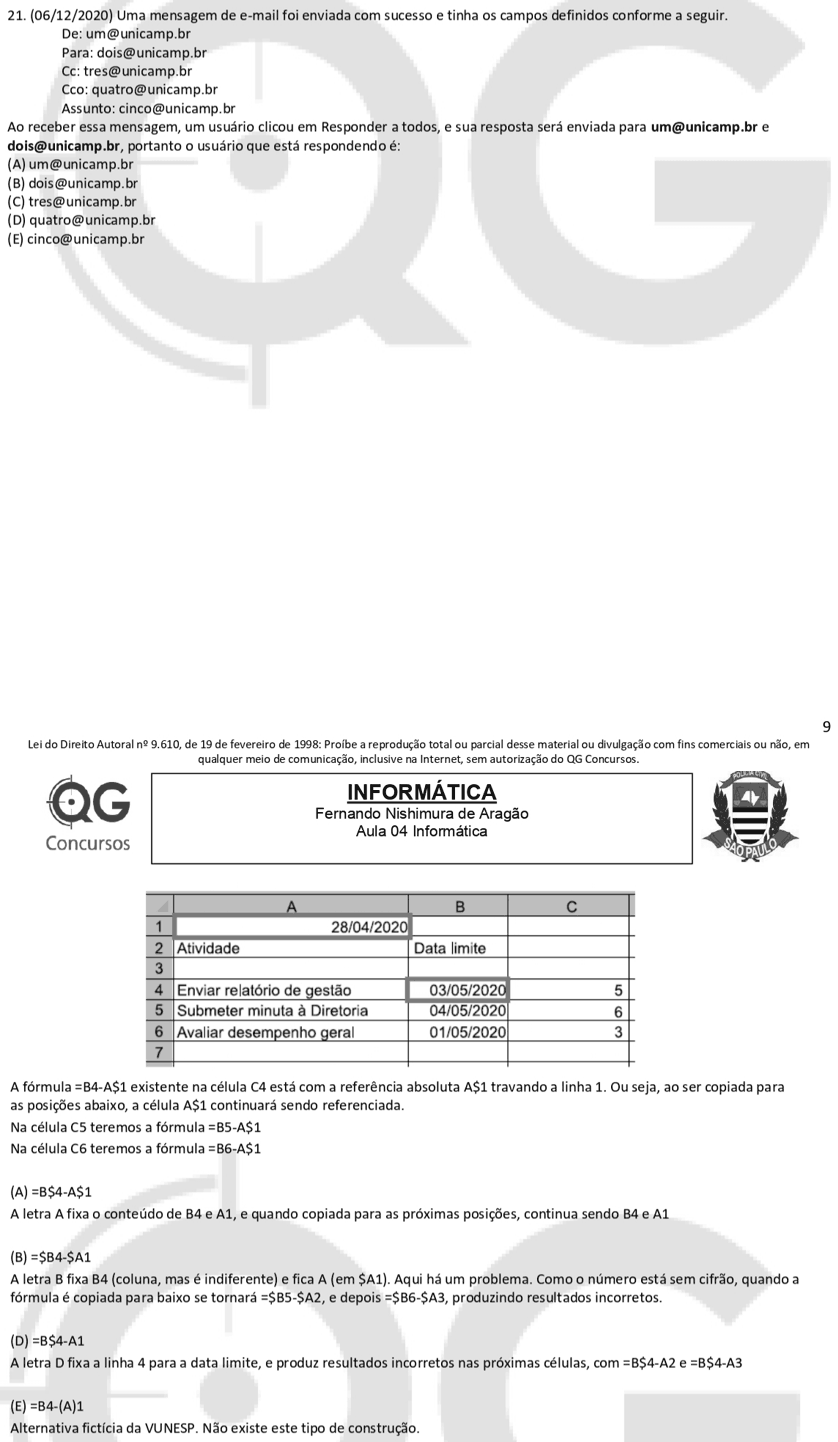 21. (06/12/2020) Uma mensagem de e-mail foi enviada com sucesso e tinha os campos definidos conforme a seguir.
De: um@unicamp.br
Para: dois@unicamp.br
Cc: tres@unicamp.br
Cco: quatro@unicamp.br
Assunto: cinco@unicamp.br
Ao receber essa mensagem, um usuário clicou em Responder a todos, e sua resposta será enviada para um@unicamp.br e
dois@unicamp.br, portanto o usuário que está respondendo é:
(A) um@unicamp.br
(B) dois@unicamp.br
(C) tres@unicamp.br
(D) quatro@unicamp.br
(E) cinco@unicamp.br
QG
9
Lei do Direito Autoral nº 9.610, de 19 de fevereiro de 1998: Proíbe a reprodução total ou parcial desse material ou divulgação com fins comerciais ou não, em
qualquer meio de comunicação, inclusive na Internet, sem autorização do QG Concursos.
QG
Concursos
INFORMÁTICA
Fernando Nishimura de Aragão
Aula 04 Informática
POLICIA CIVIL
SÃO PAULO
A B C
1 28/04/2020
2 Atividade Data limite
3
4 Enviar relatório de gestão 03/05/2020 5
5 Submeter minuta à Diretoria 04/05/2020 6
6 Avaliar desempenho geral 01/05/2020 3
7
A fórmula =B4-A$1 existente na célula C4 está com a referência absoluta A$1 travando a linha 1. Ou seja, ao ser copiada para
as posições abaixo, a célula A$1 continuará sendo referenciada.
Na célula C5 teremos a fórmula =B5-A$1
Na célula C6 teremos a fórmula =B6-A$1
(A) =B$4-A$1
A letra A fixa o conteúdo de B4 e A1, e quando copiada para as próximas posições, continua sendo B4 e A1
(B) =$B4-$A1
A letra B fixa B4 (coluna, mas é indiferente) e fica A (em $A1). Aqui há um problema. Como o número está sem cifrão, quando a
fórmula é copiada para baixo se tornará =$B5-$A2, e depois =$B6-$A3, produzindo resultados incorretos.
(D) =B$4-A1
A letra D fixa a linha 4 para a data limite, e produz resultados incorretos nas próximas células, com =B$4-A2 e =B$4-A3
(E) =B4-(A)1
Alternativa fictícia da VUNESP. Não existe este tipo de construção.